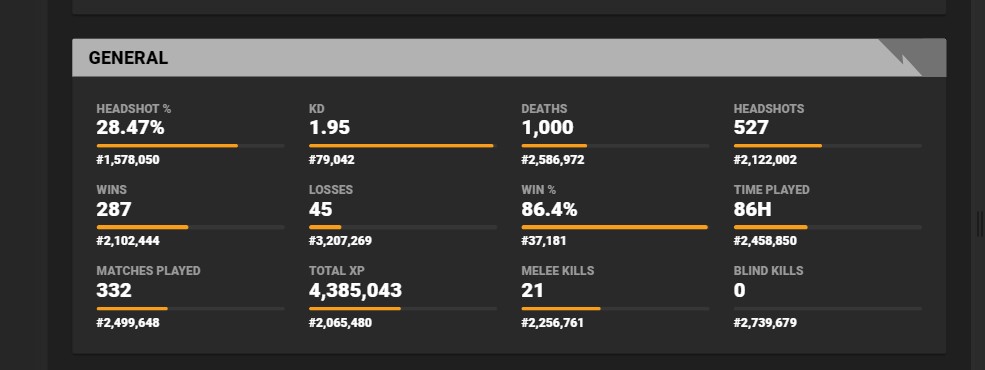 GENERAL
HEADSHOT % KD DEATHS HEADSHOTS
28.47% 1.95 1,000 527
#1,578,050 #79,042 #2,586,972 #2,122,002
WINS LOSSES WIN % TIME PLAYED
287 45 86.4% 86H
#2,102,444 #3,207,269 #37,181 #2,458,850
MATCHES PLAYED TOTAL XP MELEE KILLS BLIND KILLS
332 4,385,043 21 0
#2,499,648 #2,065,480 #2,256,761 #2,739,679